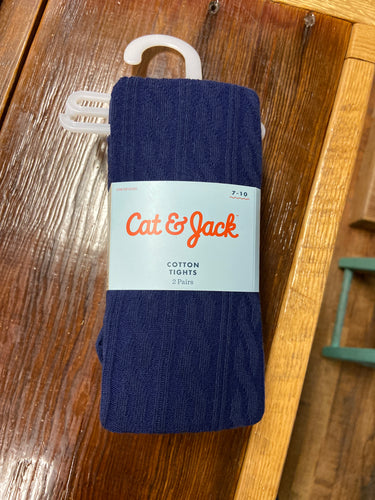 7-10
Cat & Jack
COTTON
TIGHTS
2 Pairs